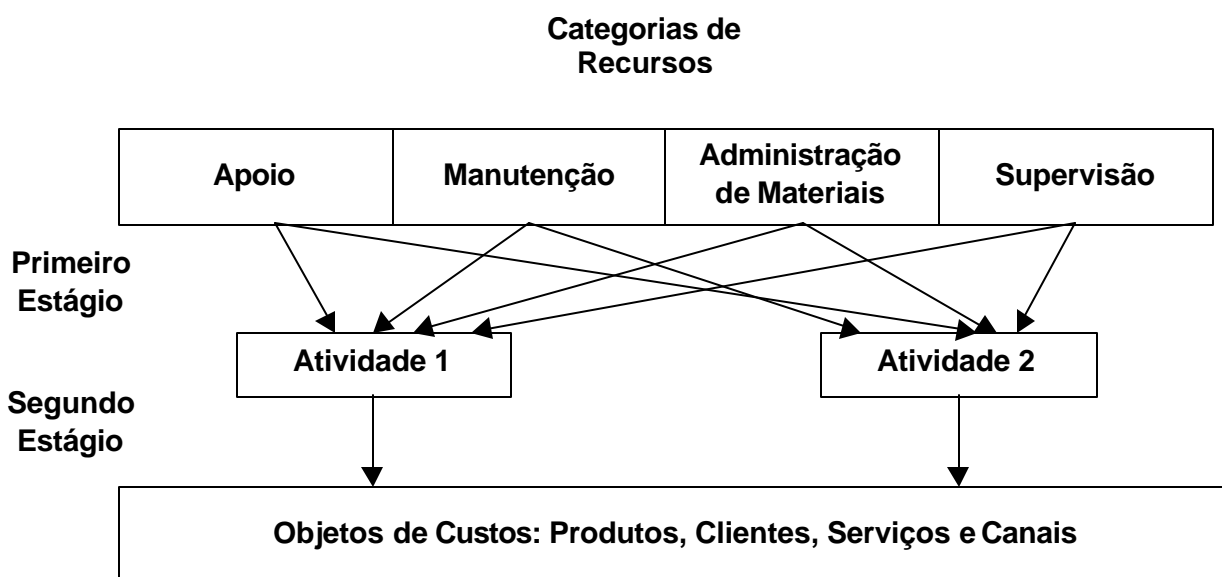 Categorias de
Recursos
Apoio
Manutenção
Administração
de Materiais
Supervisão
Primeiro
Estágio
Atividade 1
Atividade 2
Segundo
Estágio
Objetos de Custos: Produtos, Clientes, Serviços e Canais